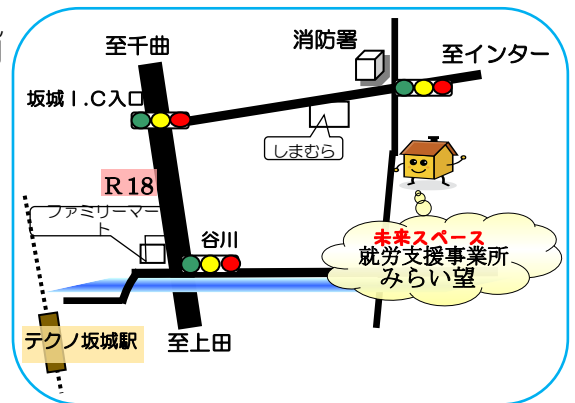 至千曲
消防署
至インター
坂城I.C入口
しまむら
R18
ファミリーマー
ト
谷川
未来スペース
就労支援事業所
みらい望
テクノ坂城駅
至上田